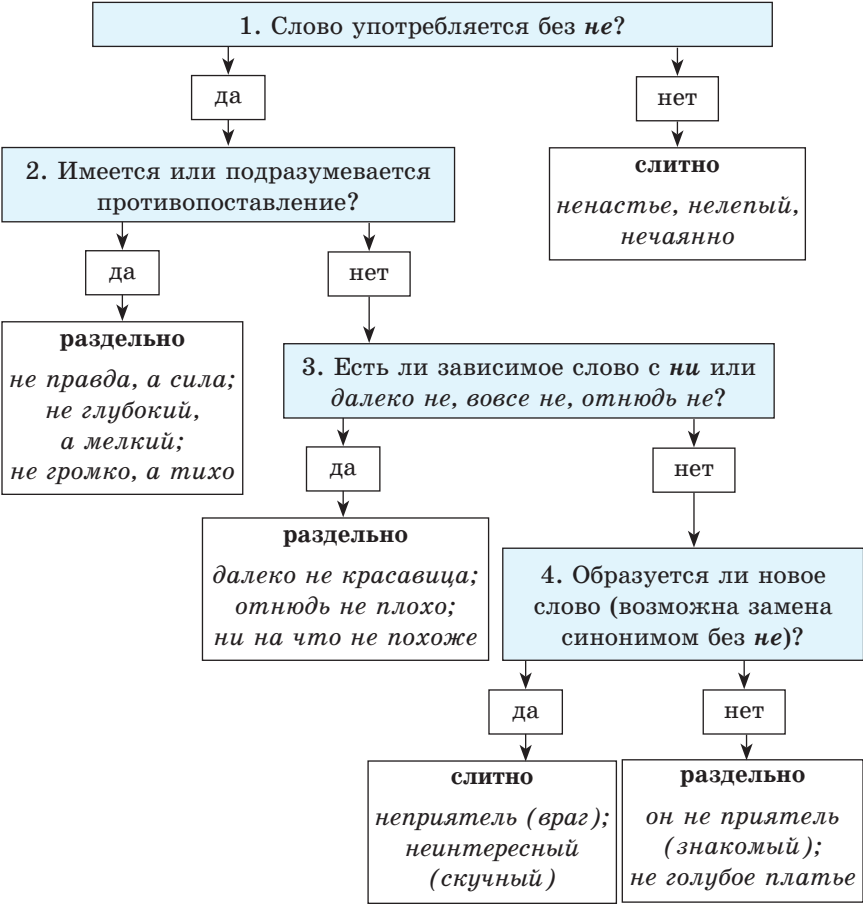 1. Слово употребляется без не?
да
нет
2. Имеется или подразумевается
противопоставление?
слитно
ненастье, нелепый,
нечаянно
да
нет
раздельно
не правда, а сила;
не глубокий,
а мелкий;
не громко, а тихо
3. Есть ли зависимое слово с ни или
далеко не, вовсе не, отнюдь не?
да
нет
раздельно
далеко не красавица;
отнюдь не плохо;
ни на что не похоже
4. Образуется ли новое
слово (возможна замена
синонимом без не)?
да
нет
слитно
неприятель (враг);
неинтересный
(скучный)
раздельно
он не приятель
(знакомый);
не голубое платье